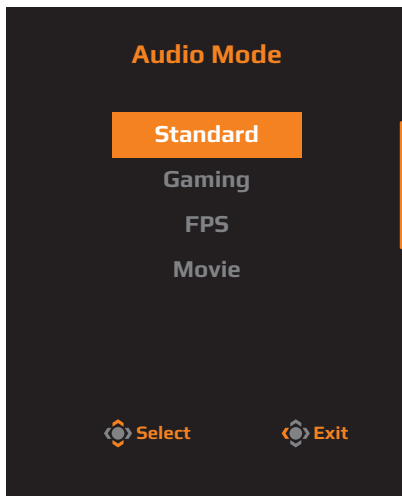 Audio Mode
Standard
Gaming
FPS
Movie
Select Exit